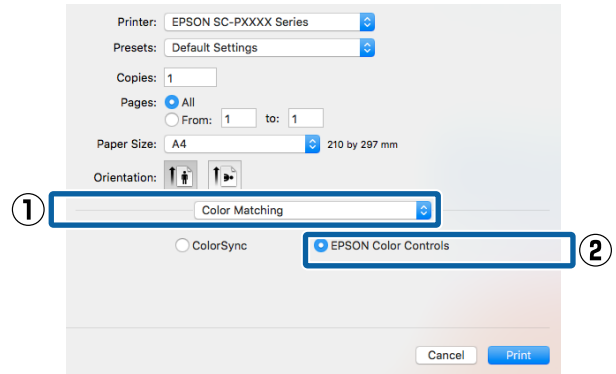 Printer: EPSON SC-PXXXX Series
Presets: Default Settings
Copies: 1
Pages: All
From: 1 to: 1
Paper Size: A4 210 by 297 mm
Orientation:
1 Color Matching
ColorSync EPSON Color Controls 2
Cancel Print